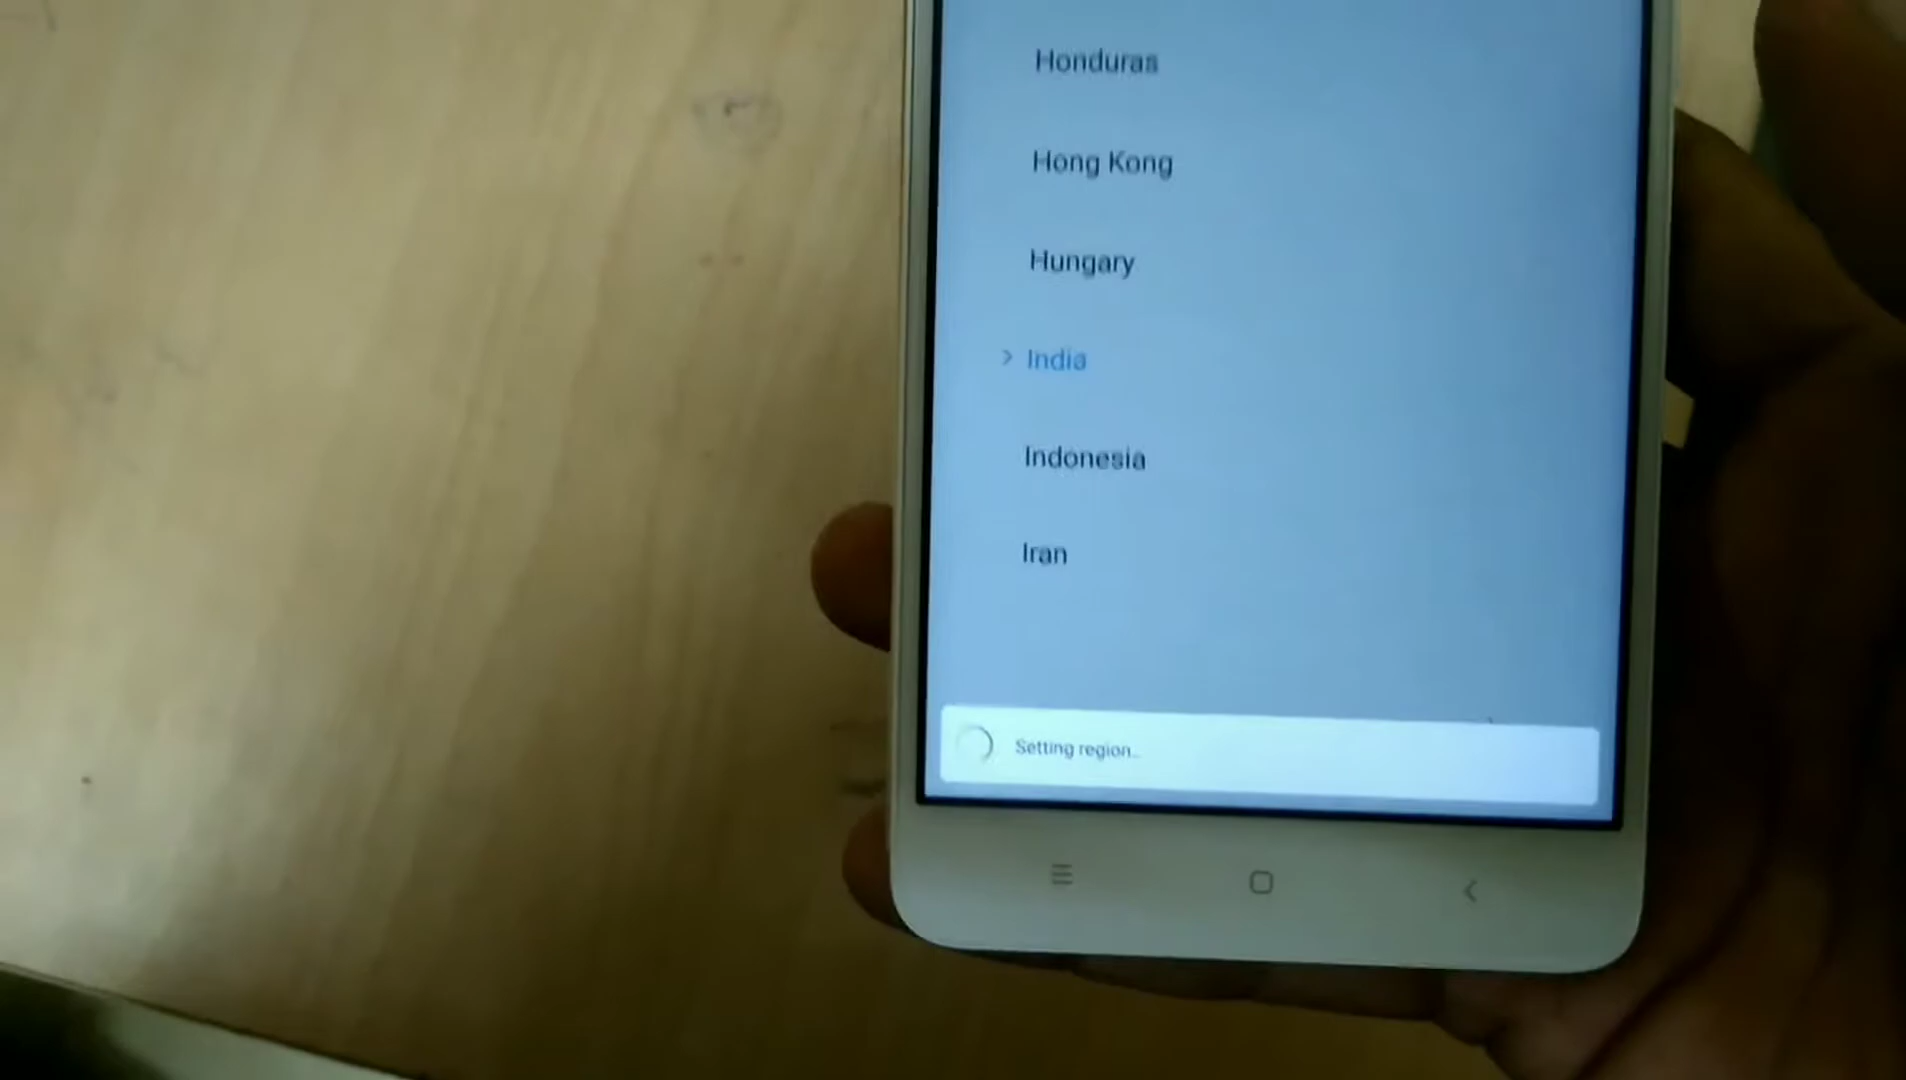 Honduras
Hong Kong
Hungary
India
Indonesia
Iran
Setting region...